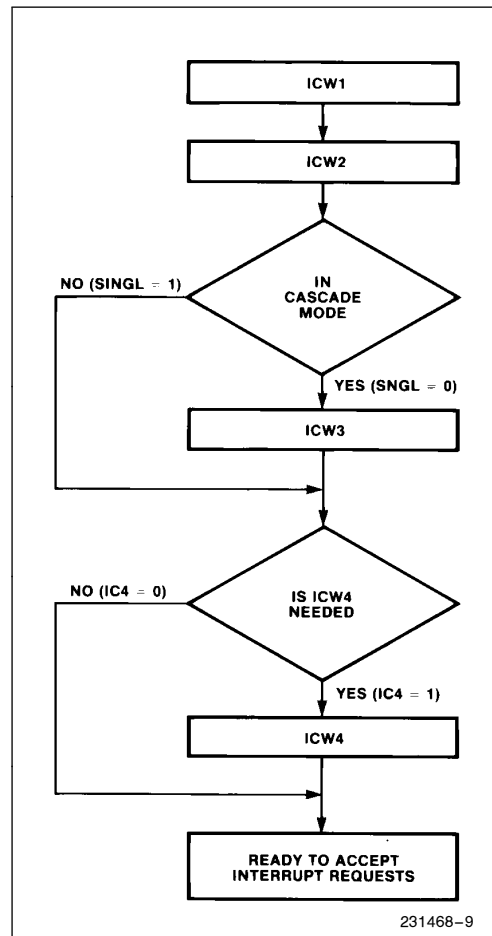 ICW1
ICW2
NO (SINGL = 1)
IN
CASCADE
MODE
YES (SNGL = 0)
ICW3
NO (IC4 = 0)
IS ICW4
NEEDED
YES (IC4 = 1)
ICW4
READY TO ACCEPT
INTERRUPT REQUESTS
231468–9